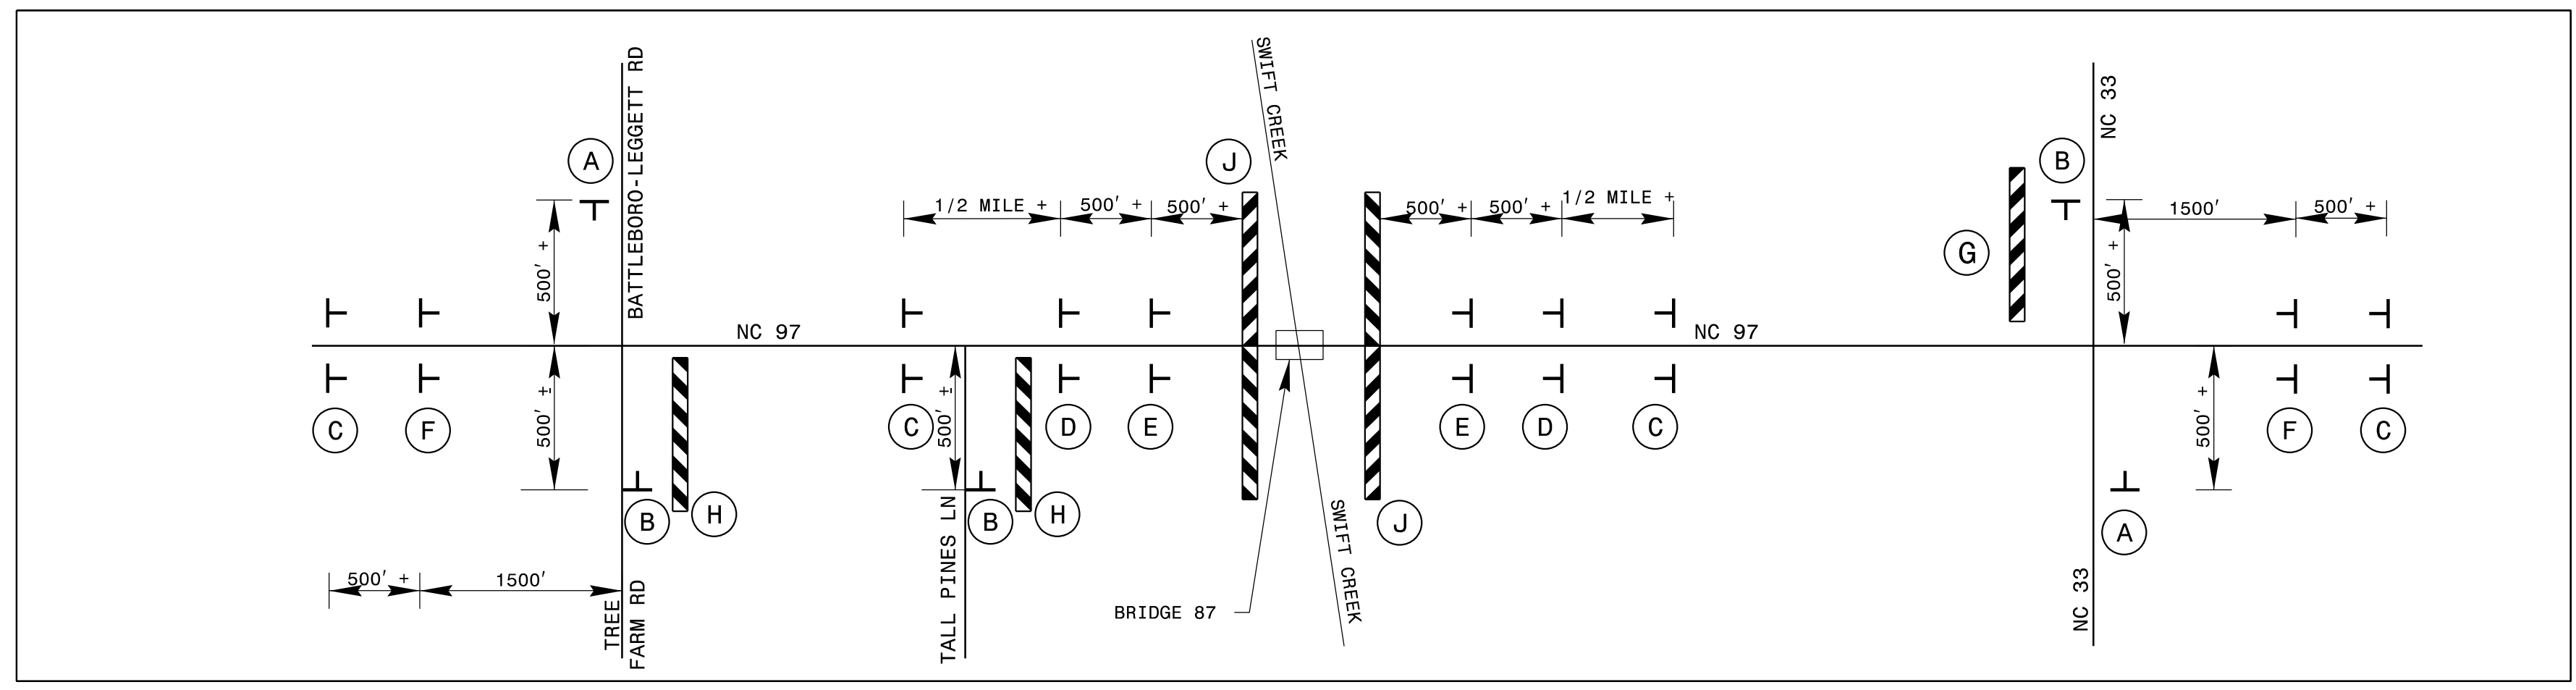 BATTLEBORO-LEGGETT RD
SWIFT CREEK
NC 33
A
J
B
1/2 MILE +
500' +
500' +
500' +
500' +
1/2 MILE +
1500'
500' +
G
500' +
500' +
NC 97
NC 97
C
F
500' ±
C
500' ±
D
E
E
D
C
500' +
F
C
B
H
B
H
J
A
TALL PINES LN
SWIFT CREEK
500' +
1500'
TREE
FARM RD
BRIDGE 87
NC 33